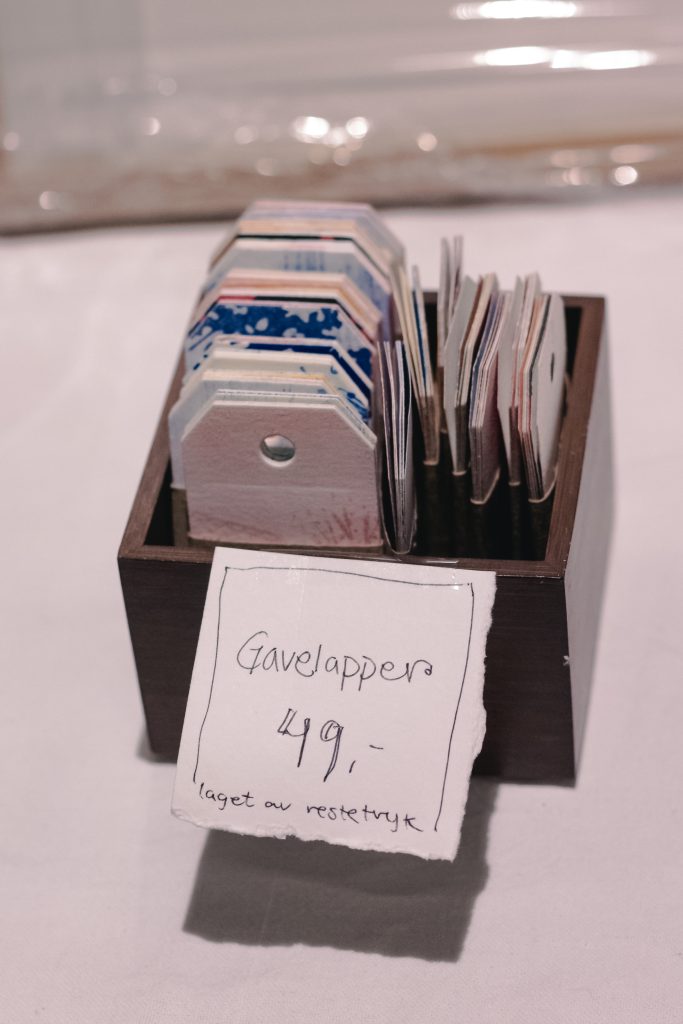 Gavelapper
49,-
laget av restetrykk